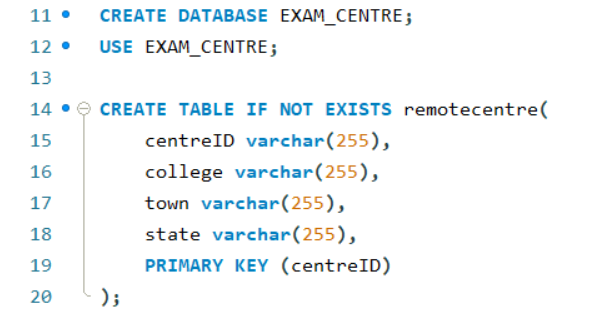 11 CREATE DATABASE EXAM_CENTRE;
12 USE EXAM_CENTRE;
13
14 CREATE TABLE IF NOT EXISTS remotecentre(
15 centreID varchar(255),
16 college varchar(255),
17 town varchar(255),
18 state varchar(255),
19 PRIMARY KEY (centreID)
20 );